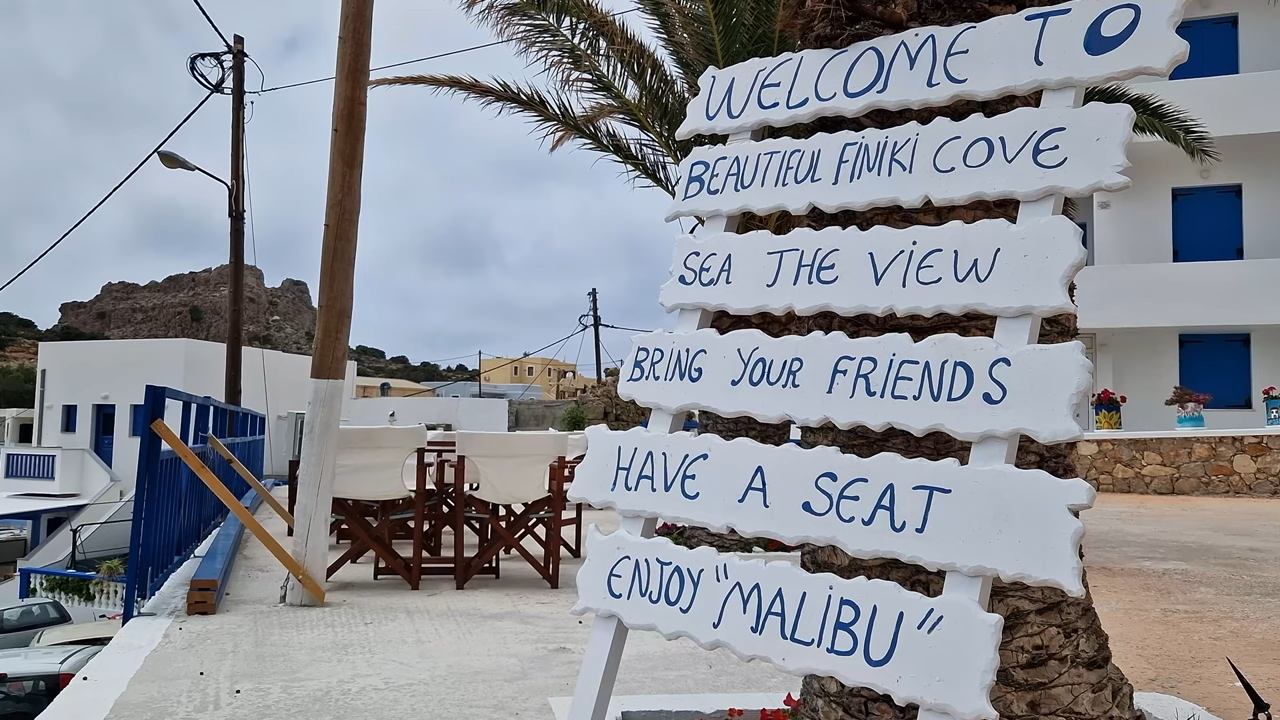 WELCOME TO
BEAUTIFUL FINIKI COVE
SEA THE VIEW
BRING YOUR FRIENDS
HAVE A SEAT
ENJOY "MALIBU"